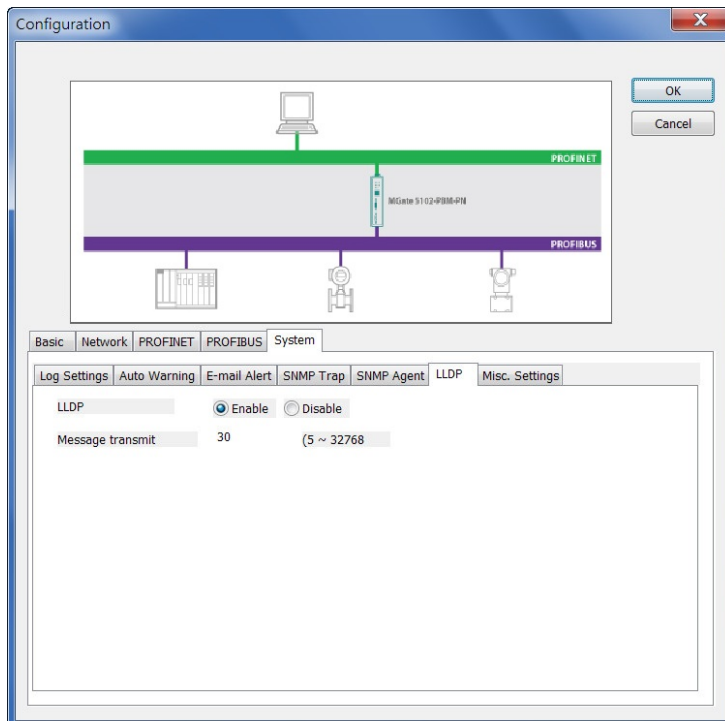 Configuration
OK
Cancel
PROFINET
MGate 5102-PBM-PN
PROFIBUS
Basic Network PROFINET PROFIBUS System
Log Settings Auto Warning E-mail Alert SNMP Trap SNMP Agent LLDP Misc. Settings
LLDP Enable Disable
Message transmit 30 (5 ~ 32768